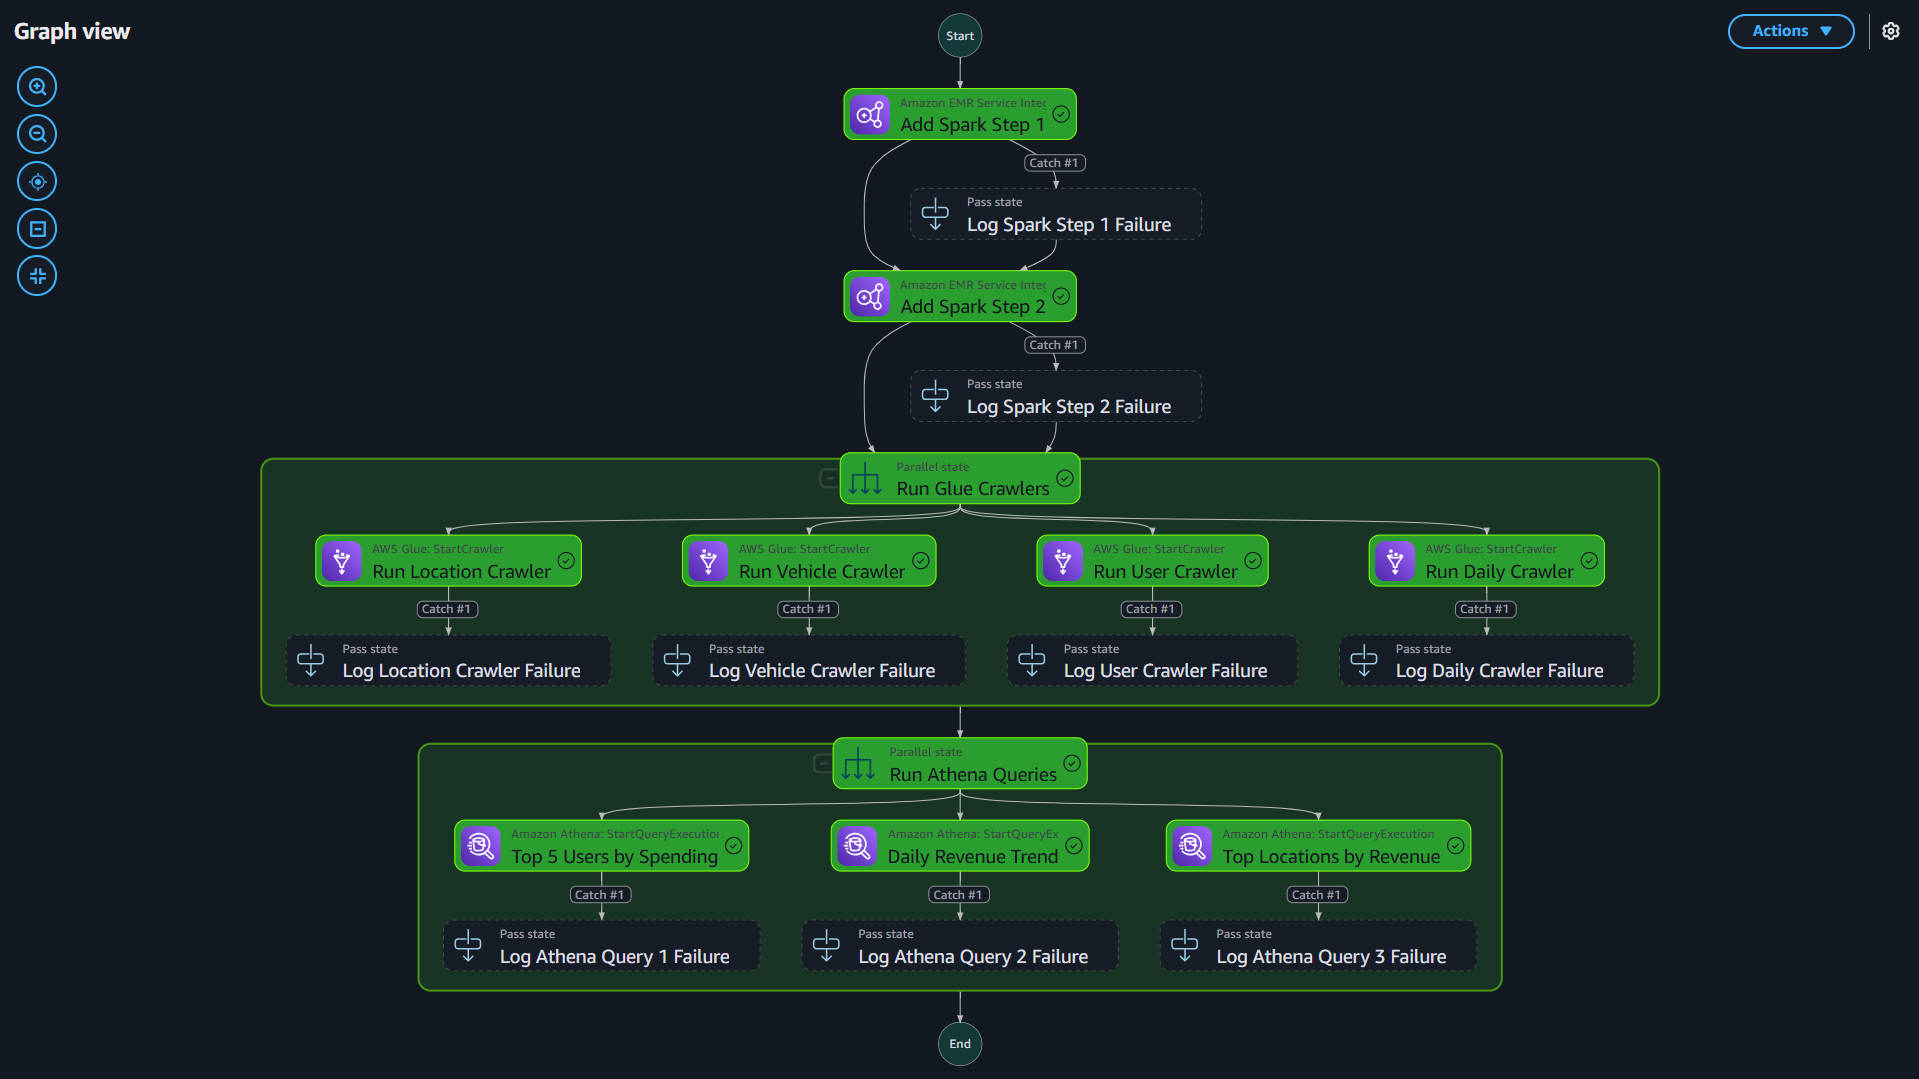 Graph view
Actions
Start
Amazon EMR Service Integ
Add Spark Step 1
Catch #1
Pass state
Log Spark Step 1 Failure
Amazon EMR Service Integ
Add Spark Step 2
Catch #1
Pass state
Log Spark Step 2 Failure
Parallel state
Run Glue Crawlers
AWS Glue: StartCrawler
Run Location Crawler
AWS Glue: StartCrawler
Run Vehicle Crawler
AWS Glue: StartCrawler
Run User Crawler
AWS Glue: StartCrawler
Run Daily Crawler
Catch #1
Catch #1
Catch #1
Catch #1
Pass state
Log Location Crawler Failure
Pass state
Log Vehicle Crawler Failure
Pass state
Log User Crawler Failure
Pass state
Log Daily Crawler Failure
Parallel state
Run Athena Queries
Amazon Athena: StartQueryExecution
Top 5 Users by Spending
Amazon Athena: StartQueryEx
Daily Revenue Trend
Amazon Athena: StartQueryExecution
Top Locations by Revenue
Catch #1
Catch #1
Catch #1
Pass state
Log Athena Query 1 Failure
Pass state
Log Athena Query 2 Failure
Pass state
Log Athena Query 3 Failure
End